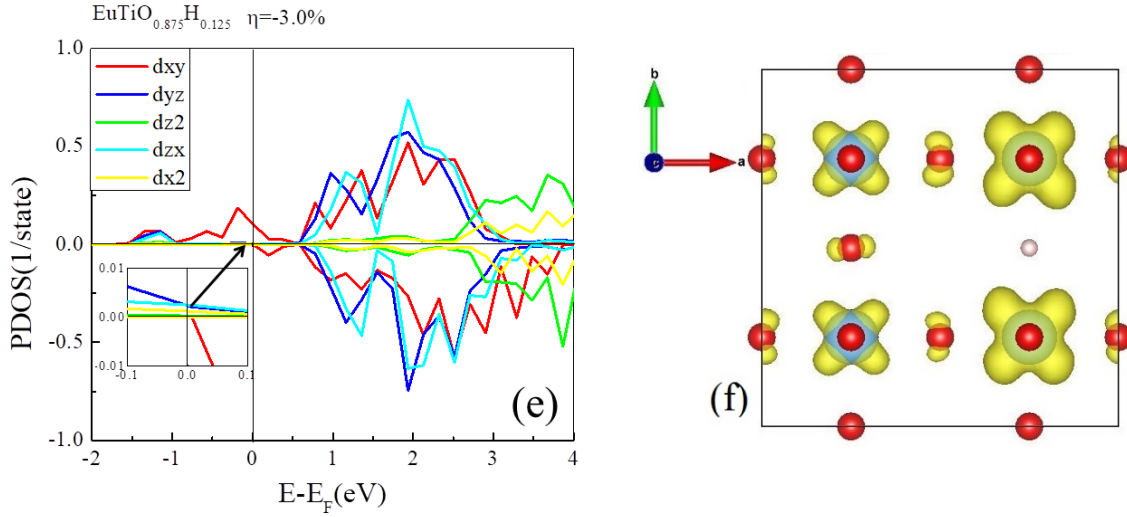 EuTiO0.875H0.125 η=-3.0%
1.0
dxy
dyz
dz2
dzx
dx2
0.5
0.0
-0.5
-1.0
PDOS(1/state)
0.01
0.00
-0.01
-0.1 0.0 0.1
-2 -1 0 1 2 3 4
E-EF(eV)
(e)
b
c
a
(f)